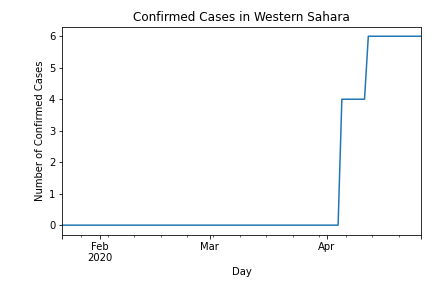 Confirmed Cases in Western Sahara
6
5
4
3
2
1
0
Number of Confirmed Cases
Feb
2020
Mar
Apr
Day